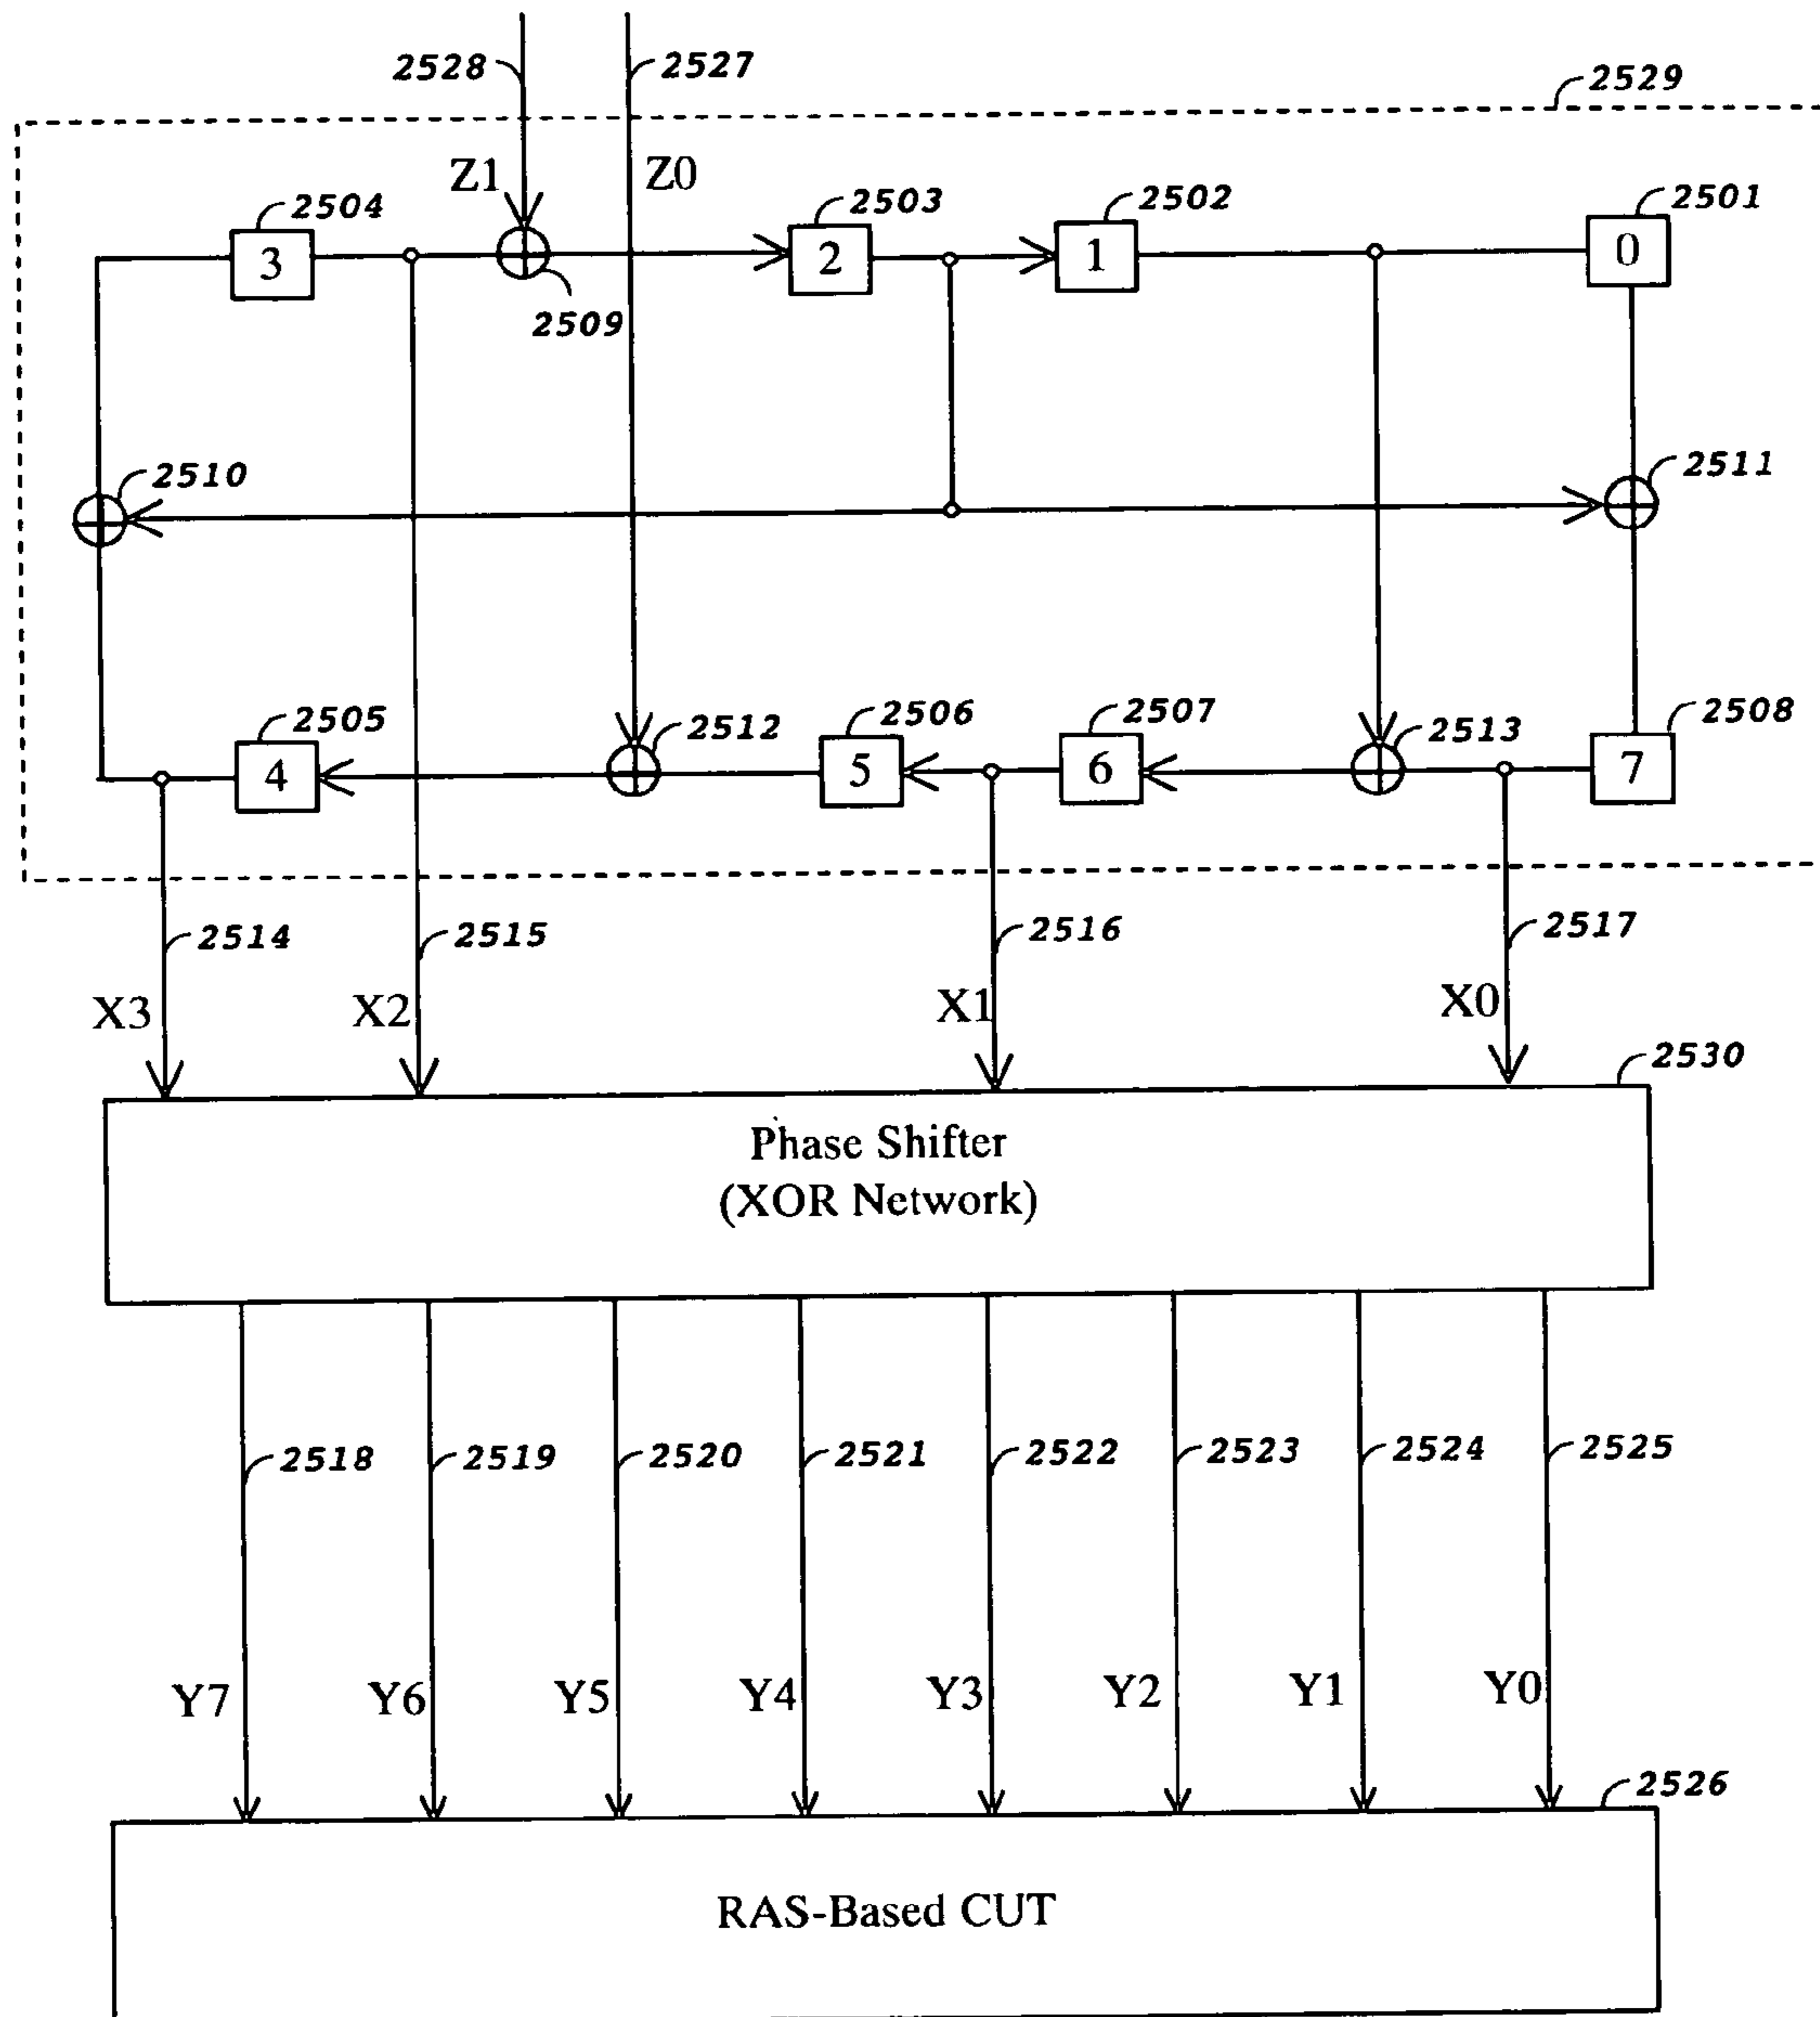 2528
2527
2529
Z1
Z0
2504
2503
2502
2501
3
2
1
0
2509
2510
2511
2505
2512
2506
2507
2513
2508
4
5
6
7
2514
2515
2516
2517
X3
X2
X1
X0
2530
Phase Shifter
(XOR Network)
2518
2519
2520
2521
2522
2523
2524
2525
Y7
Y6
Y5
Y4
Y3
Y2
Y1
Y0
2526
RAS-Based CUT